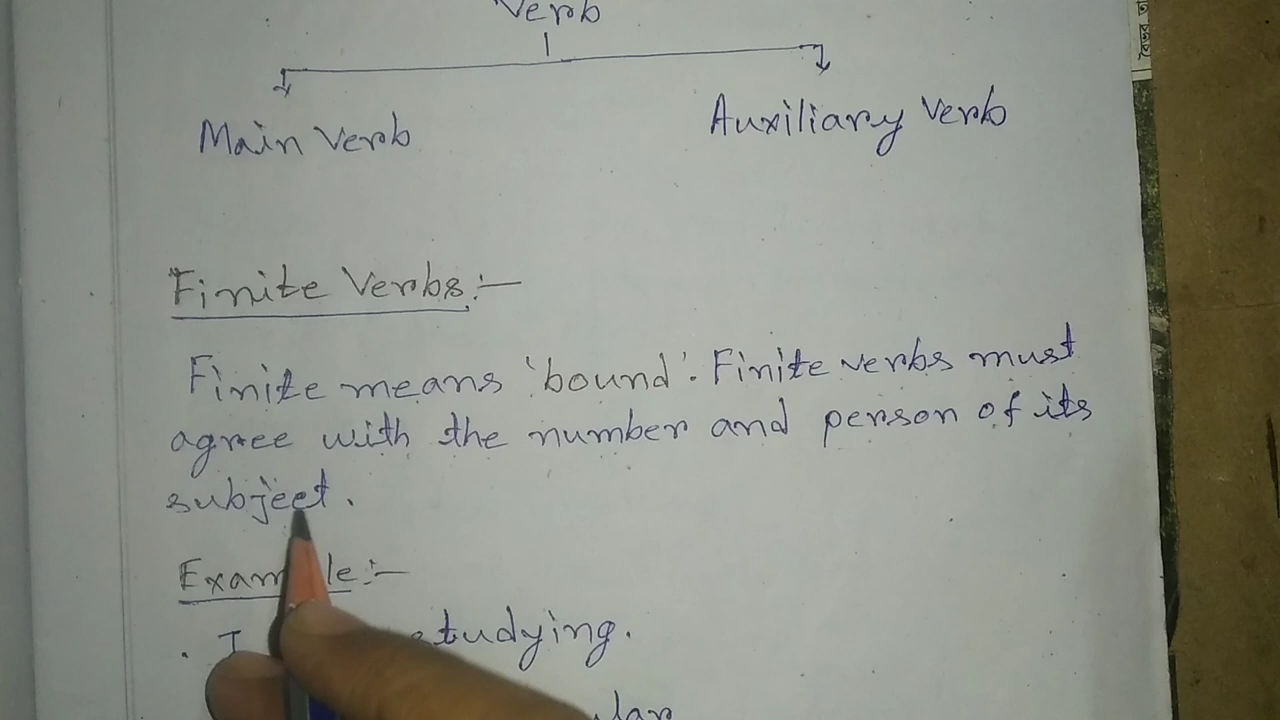 Verb
Main Verb
Auxiliary Verb
Finite Verbs:-
Finite means 'bound'. Finite verbs must
agree with the number and person of its
subject.
Example:-
. I studying.